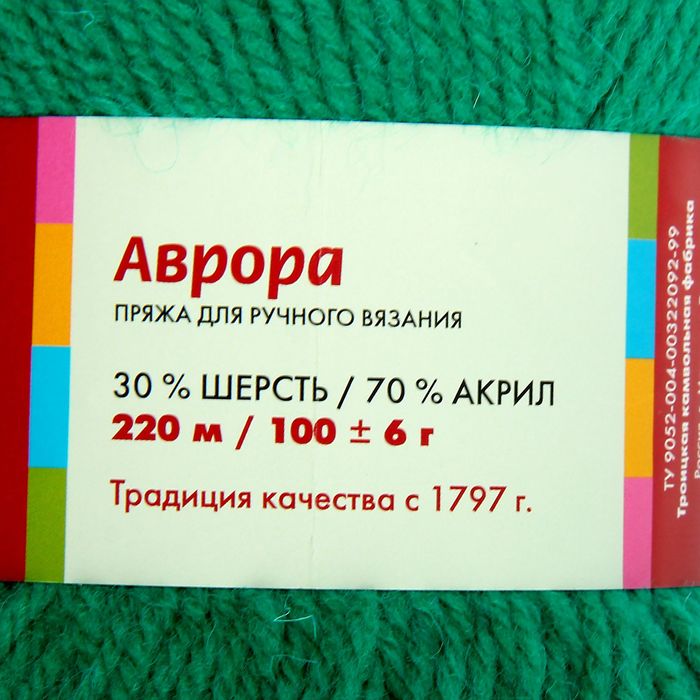 Аврора
ПРЯЖА ДЛЯ РУЧНОГО ВЯЗАНИЯ
30 % ШЕРСТЬ / 70 % АКРИЛ
220 м / 100 ± 6 г
Традиция качества с 1797 г.
ТУ 9052-004-00322092-99
Троицкая камвольная фабрика